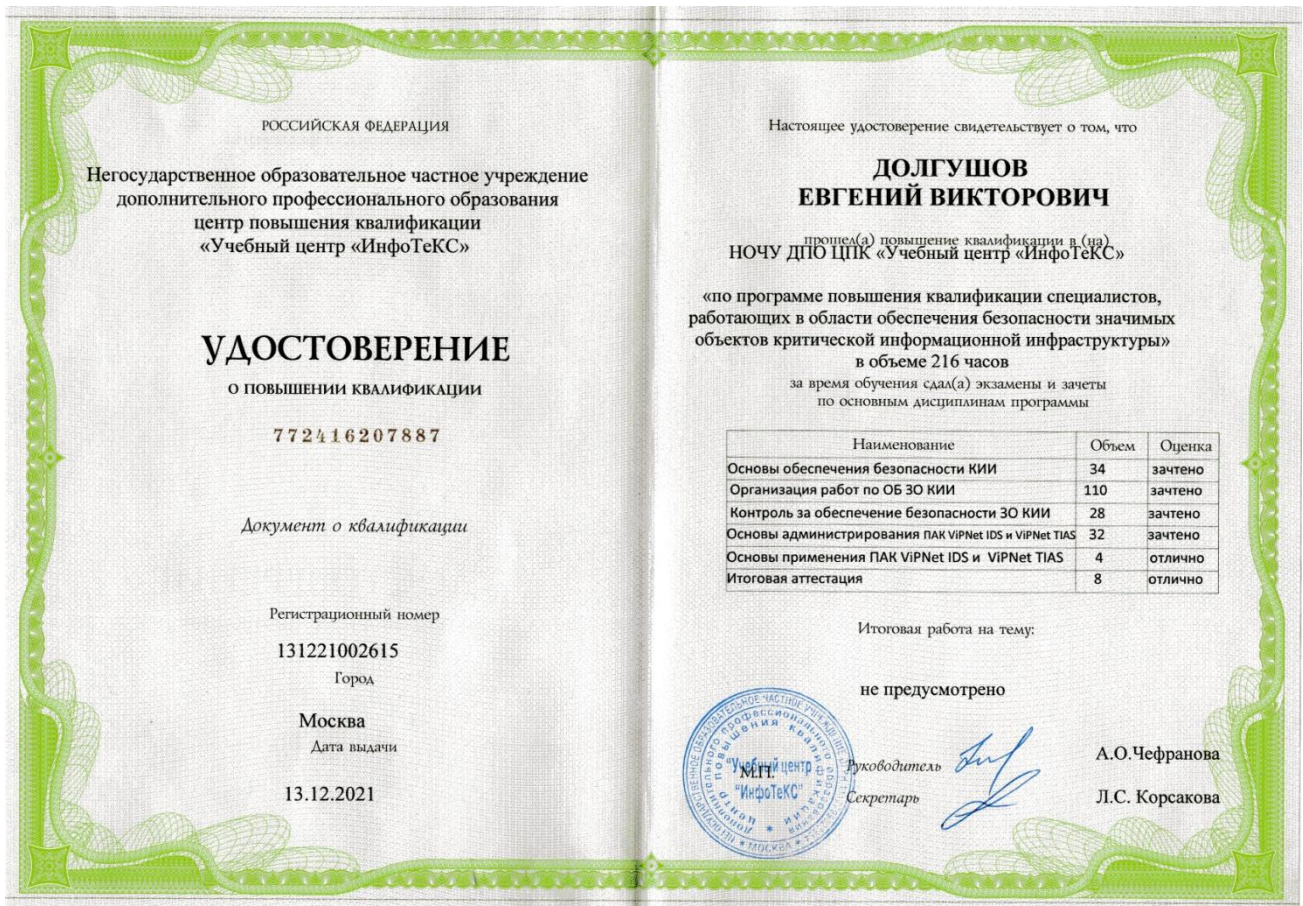 РОССИЙСКАЯ ФЕДЕРАЦИЯ
Негосударственное образовательное частное учреждение
дополнительного профессионального образования
центр повышения квалификации
«Учебный центр «ИнфоТеКС»
УДОСТОВЕРЕНИЕ
О ПОВЫШЕНИИ КВАЛИФИКАЦИИ
772416207887
Документ о квалификации
Регистрационный номер
131221002615
Город
Москва
Дата выдачи
13.12.2021
Настоящее удостоверение свидетельствует о том, что
ДОЛГУШОВ
ЕВГЕНИЙ ВИКТОРОВИЧ
прошел(а) повышение квалификации в (на)
НОЧУ ДПО ЦПК «Учебный центр «ИнфоТеКС»
«по программе повышения квалификации специалистов,
работающих в области обеспечения безопасности значимых
объектов критической информационной инфраструктуры»
в объеме 216 часов
за время обучения сдал(а) экзамены и зачеты
по основным дисциплинам программы
Наименование Объем Оценка
Основы обеспечения безопасности КИИ 34 зачтено
Организация работ по ОБ ЗО КИИ 110 зачтено
Контроль за обеспечение безопасности ЗО КИИ 28 зачтено
Основы администрирования ПАК ViPNet IDS и ViPNet TIAS 32 зачтено
Основы применения ПАК ViPNet IDS и ViPNet TIAS 4 отлично
Итоговая аттестация 8 отлично
Итоговая работа на тему:
не предусмотрено
М.П.
"Учебный центр
"ИнфоТеКС"
Руководитель А.О.Чефранова
Секретарь Л.С. Корсакова